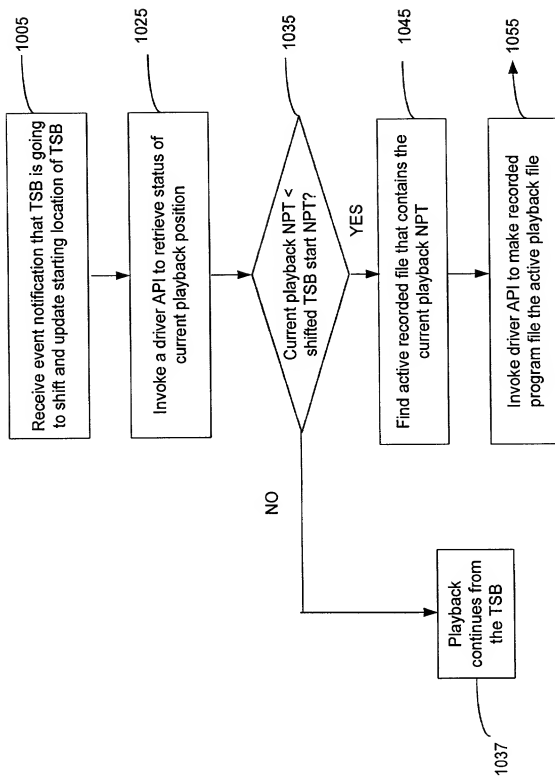 Receive event notification that TSB is going
to shift and update starting location of TSB
1005
Invoke a driver API to retrieve status of
current playback position
1025
Current playback NPT <
shifted TSB start NPT?
1035
NO
YES
Playback
continues from
the TSB
1037
Find active recorded file that contains the
current playback NPT
1045
Invoke driver API to make recorded
program file the active playback file
1055